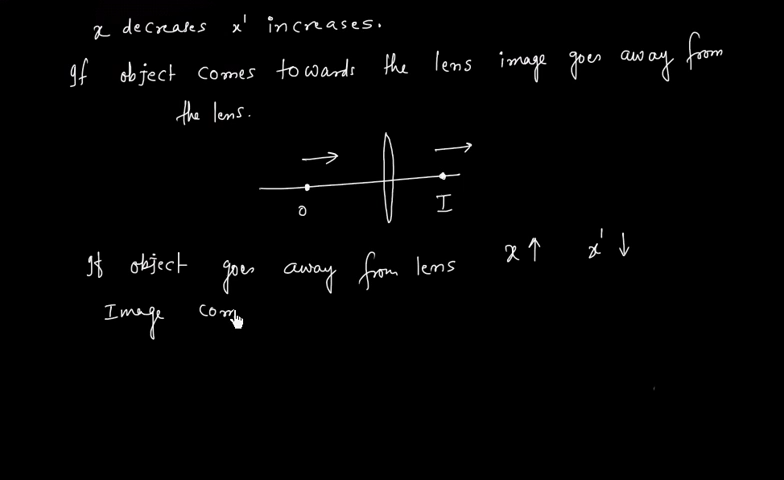 x decreases x' increases.
If object comes towards the lens image goes away from
the lens.
O
I
If object goes away from lens x ↑ x' ↓
Image com